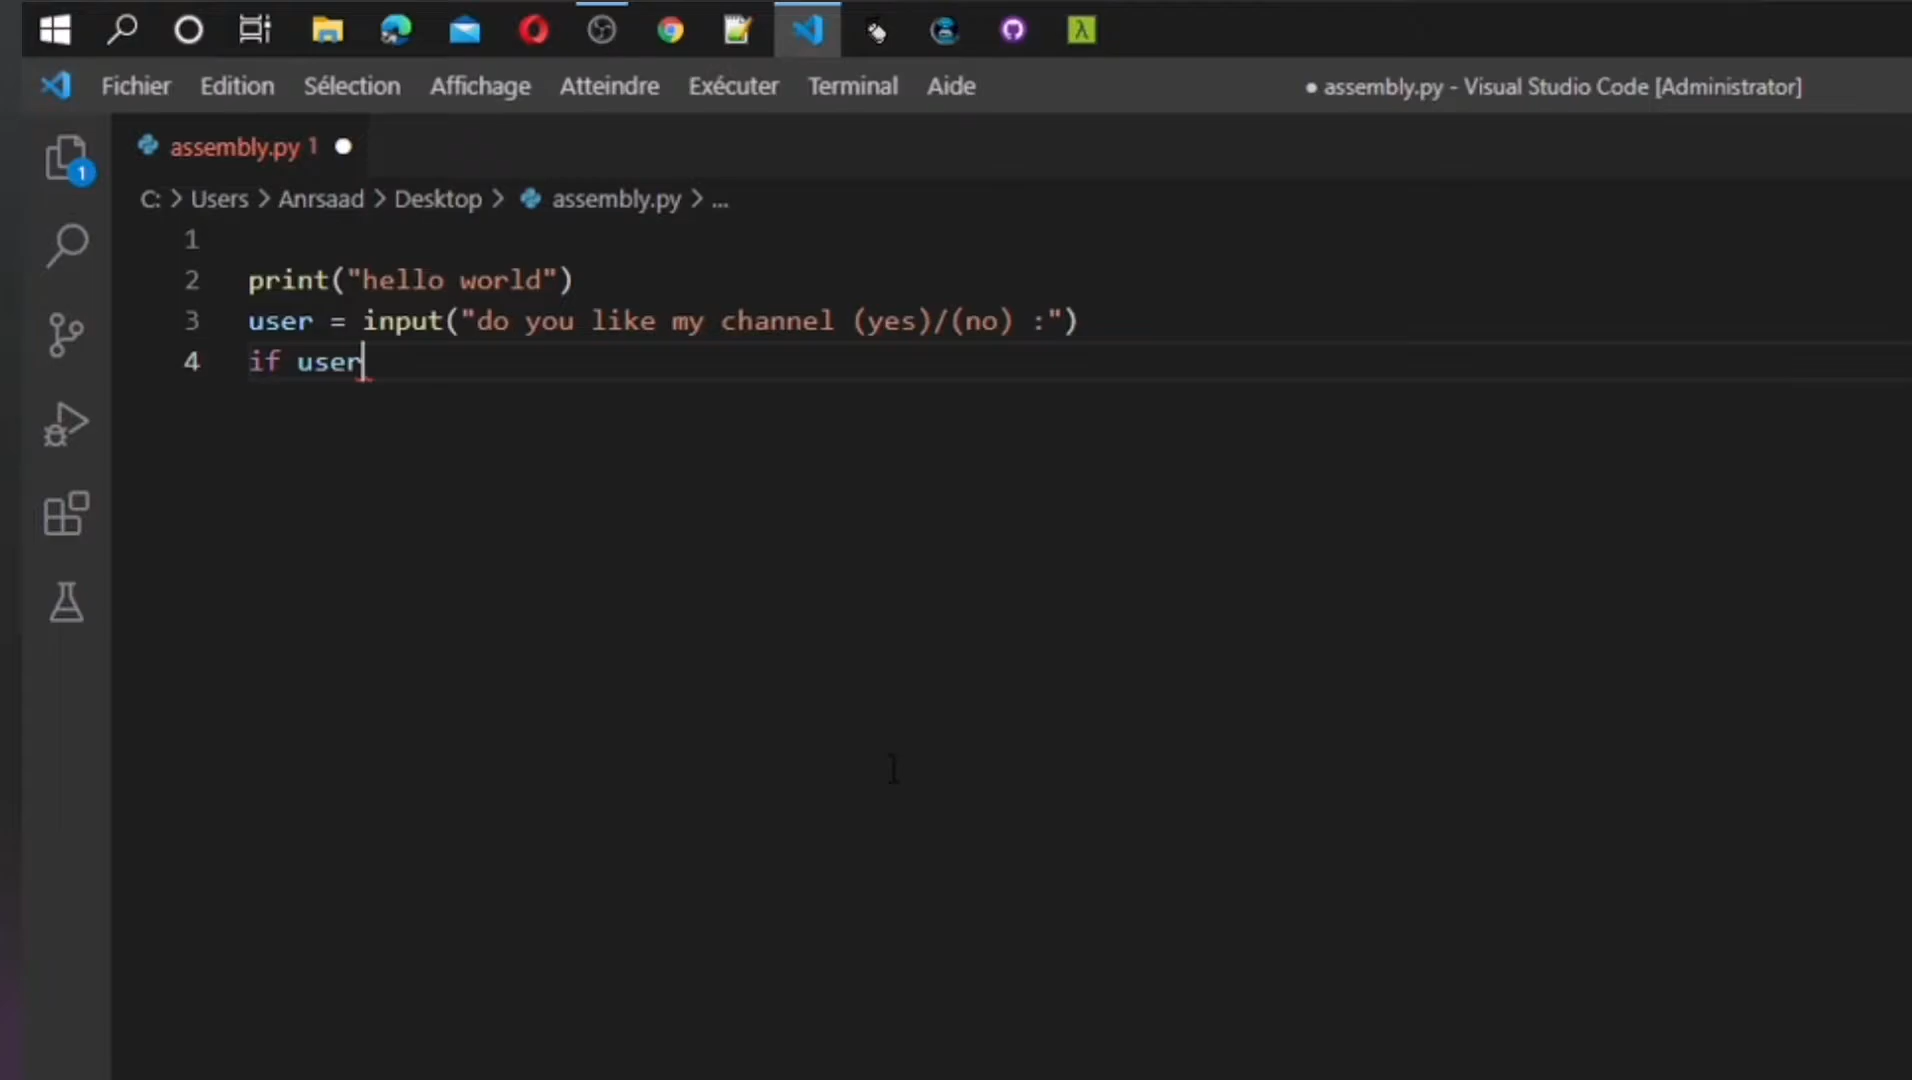 Fichier Edition Sélection Affichage Atteindre Exécuter Terminal Aide ● assembly.py - Visual Studio Code [Administrator]
assembly.py 1 ●
1
C: > Users > Anrsaad > Desktop > assembly.py > ...
1
2 print("hello world")
3 user = input("do you like my channel (yes)/(no) :")
4 if user